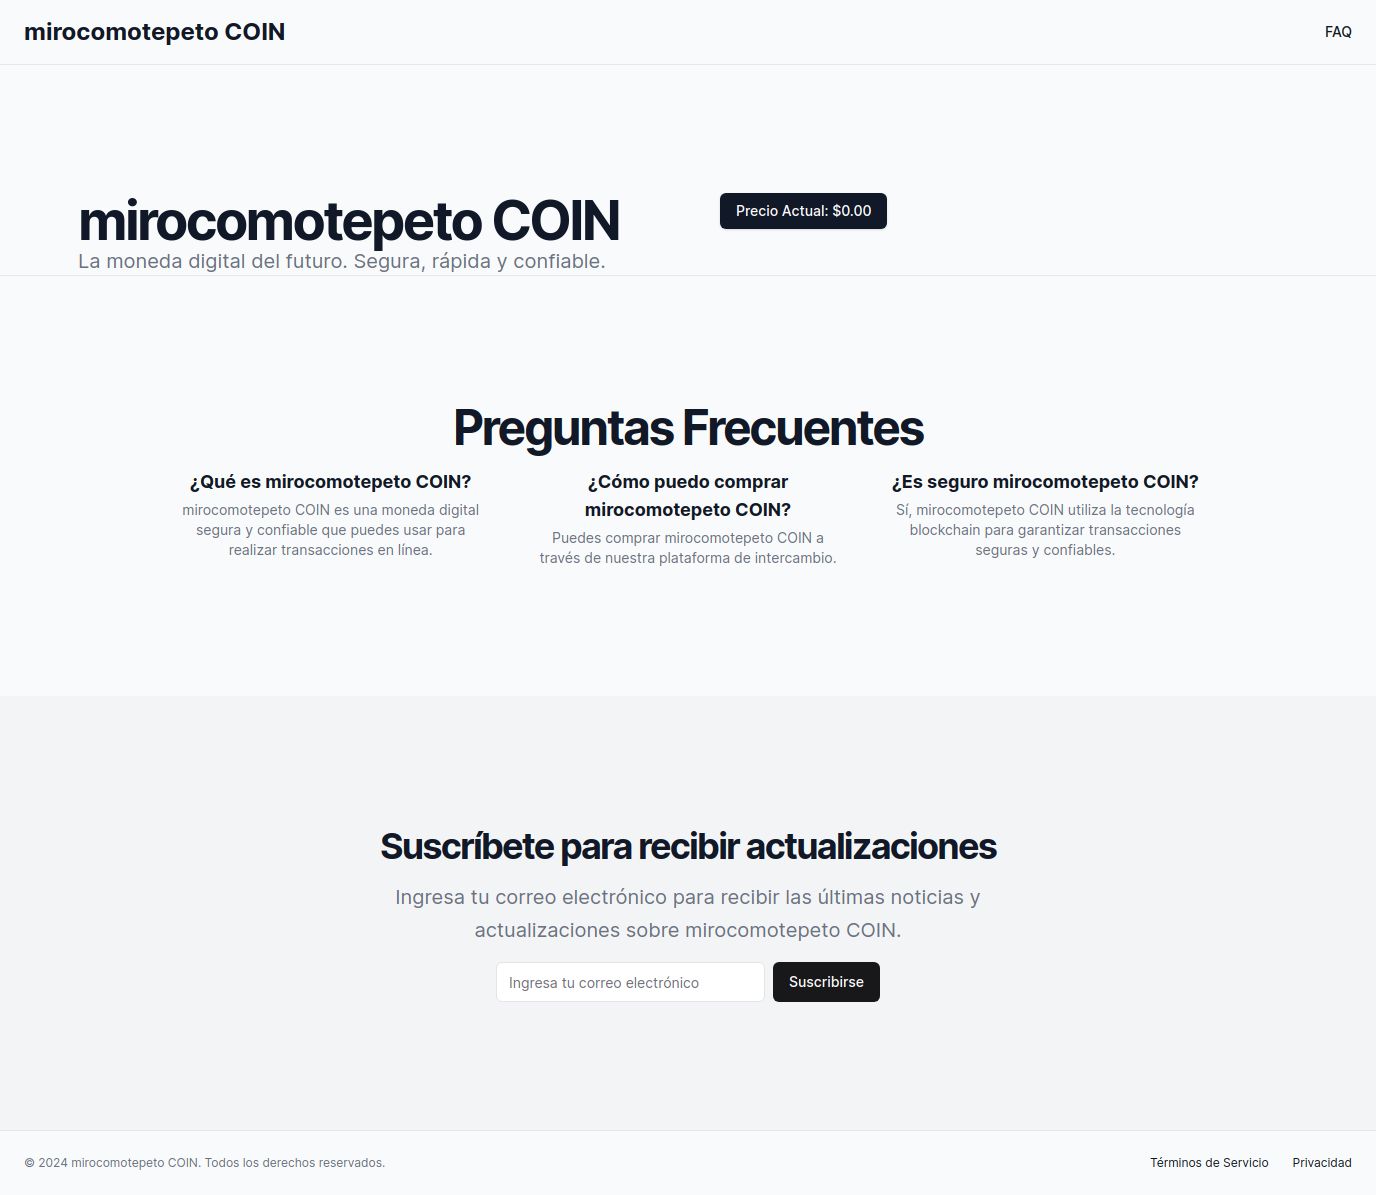 mirocomotepeto COIN
FAQ
mirocomotepeto COIN
La moneda digital del futuro. Segura, rápida y confiable.
Precio Actual: $0.00
Preguntas Frecuentes
¿Qué es mirocomotepeto COIN?
mirocomotepeto COIN es una moneda digital
segura y confiable que puedes usar para
realizar transacciones en línea.
¿Cómo puedo comprar
mirocomotepeto COIN?
Puedes comprar mirocomotepeto COIN a
través de nuestra plataforma de intercambio.
¿Es seguro mirocomotepeto COIN?
Sí, mirocomotepeto COIN utiliza la tecnología
blockchain para garantizar transacciones
seguras y confiables.
Suscríbete para recibir actualizaciones
Ingresa tu correo electrónico para recibir las últimas noticias y
actualizaciones sobre mirocomotepeto COIN.
Ingresa tu correo electrónico
Suscribirse
© 2024 mirocomotepeto COIN. Todos los derechos reservados.
Términos de Servicio
Privacidad